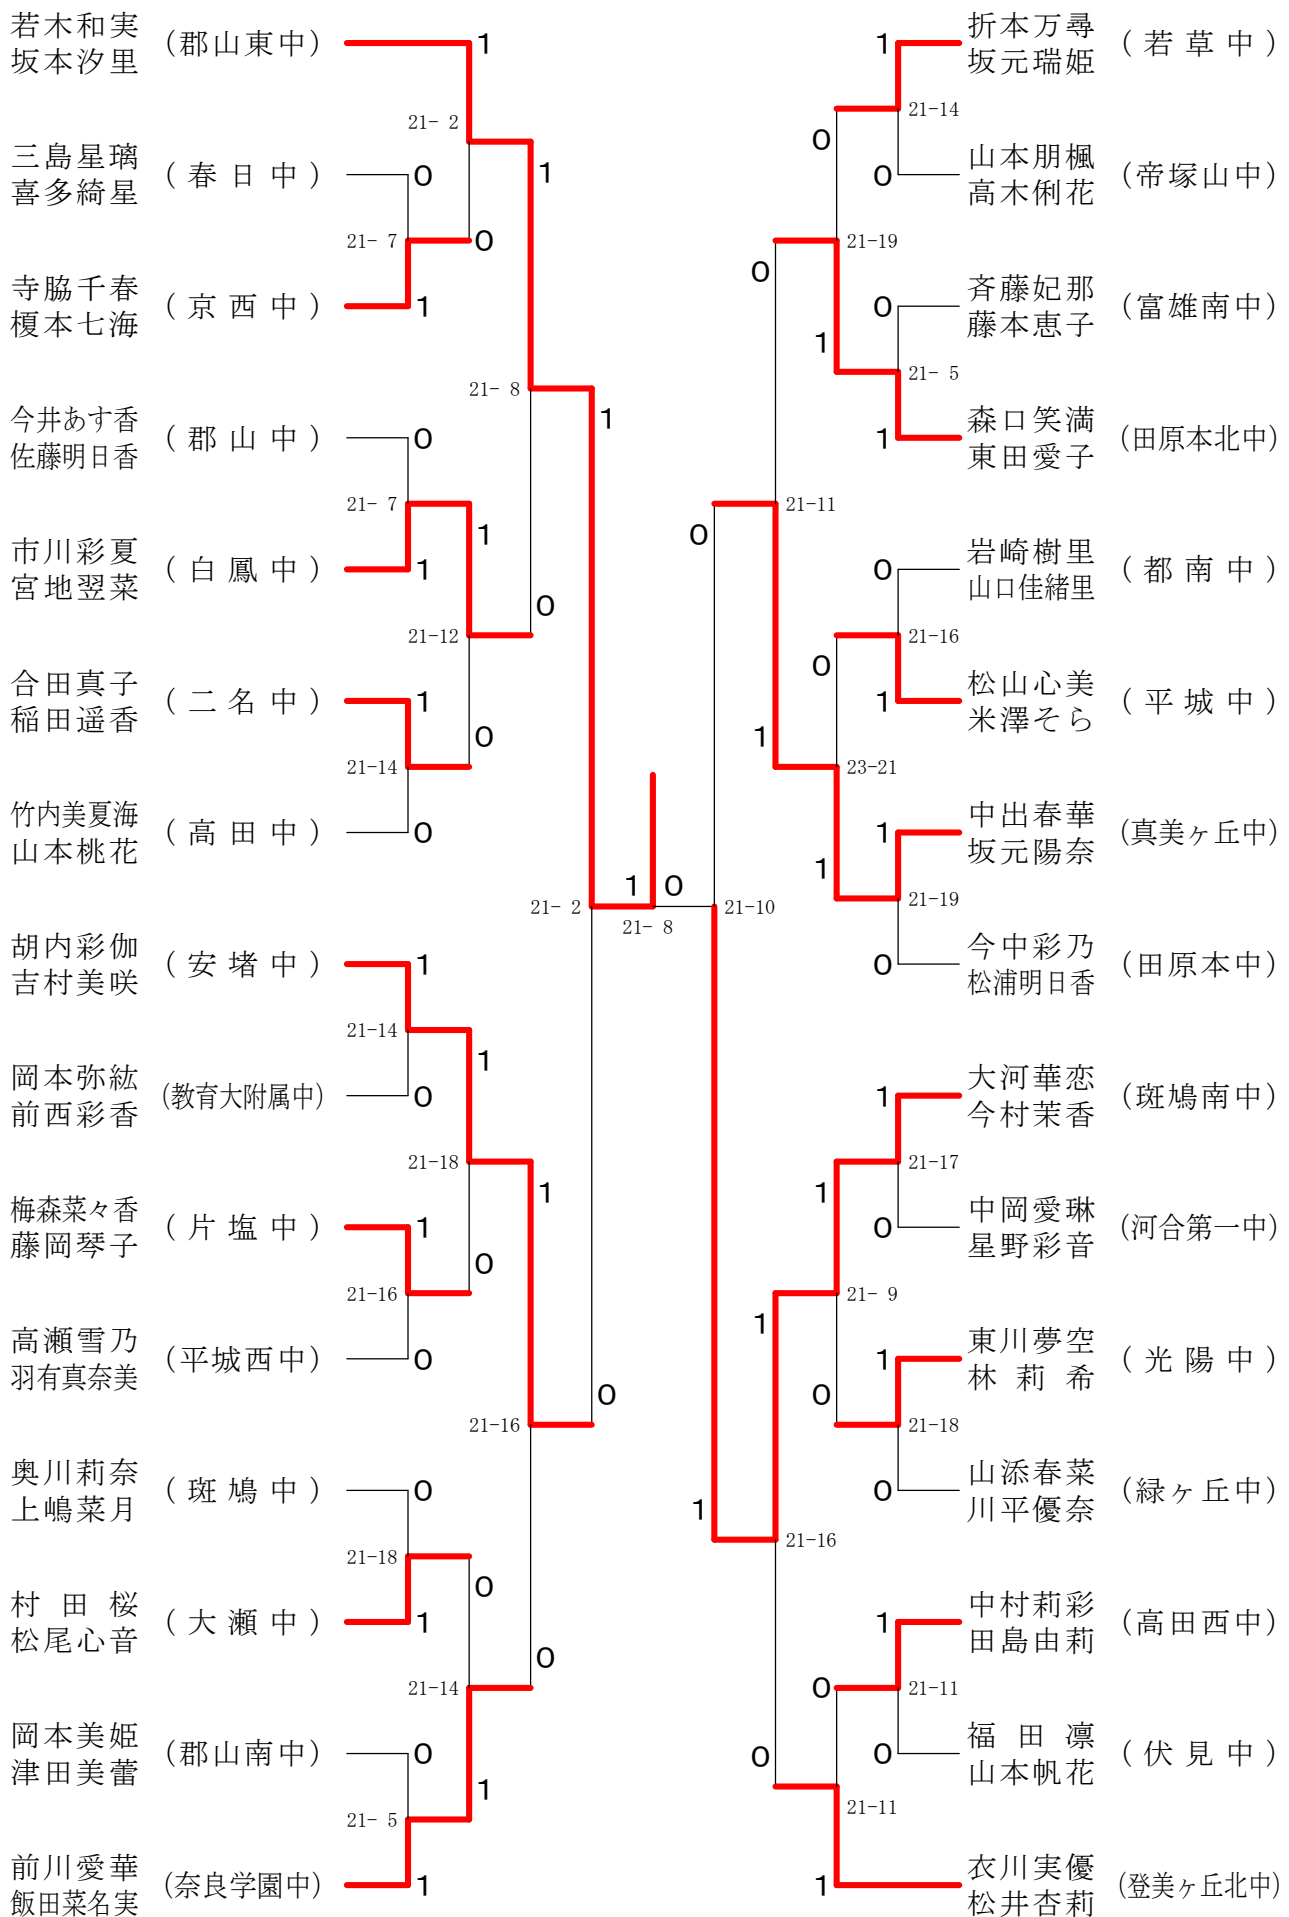 若木和実
坂本汐里
(郡山東中)
1
21- 2
三島星璃
喜多綺星
(春日中)
0
1
21- 7
0
寺脇千春
榎本七海
(京西中)
1
21- 8
今井あす香
佐藤明日香
(郡山中)
0
1
21- 7
市川彩夏
宮地翌菜
(白鳳中)
1
1
0
21-12
合田真子
稲田遥香
(二名中)
1
0
21-14
竹内美夏海
山本桃花
(高田中)
0
21- 2
1
0
21- 8
胡内彩伽
吉村美咲
(安堵中)
1
21-14
1
岡本弥紘
前西彩香
(教育大附属中)
0
21-18
1
梅森菜々香
藤岡琴子
(片塩中)
1
0
21-16
高瀬雪乃
羽有真奈美
(平城西中)
0
0
21-16
奥川莉奈
上嶋菜月
(斑鳩中)
0
21-18
0
村田桜
松尾心音
(大瀬中)
1
0
21-14
岡本美姫
津田美蕾
(郡山南中)
0
1
21- 5
前川愛華
飯田菜名実
(奈良学園中)
1
1
折本万尋
坂元瑞姫
(若草中)
21-14
0
0
山本朋楓
高木俐花
(帝塚山中)
21-19
0
0
斉藤妃那
藤本恵子
(富雄南中)
1
21- 5
1
森口笑満
東田愛子
(田原本北中)
21-11
0
0
岩崎樹里
山口佳緒里
(都南中)
21-16
0
1
松山心美
米澤そら
(平城中)
1
23-21
1
中出春華
坂元陽奈
(真美ヶ丘中)
1
21-19
21-10
0
今中彩乃
松浦明日香
(田原本中)
1
大河華恋
今村茉香
(斑鳩南中)
21-17
1
0
中岡愛琳
星野彩音
(河合第一中)
21- 9
1
1
東川夢空
林莉希
(光陽中)
0
21-18
0
山添春菜
川平優奈
(緑ヶ丘中)
1
21-16
1
中村莉彩
田島由莉
(高田西中)
0
21-11
0
0
福田凛
山本帆花
(伏見中)
21-11
1
衣川実優
松井杏莉
(登美ヶ丘北中)